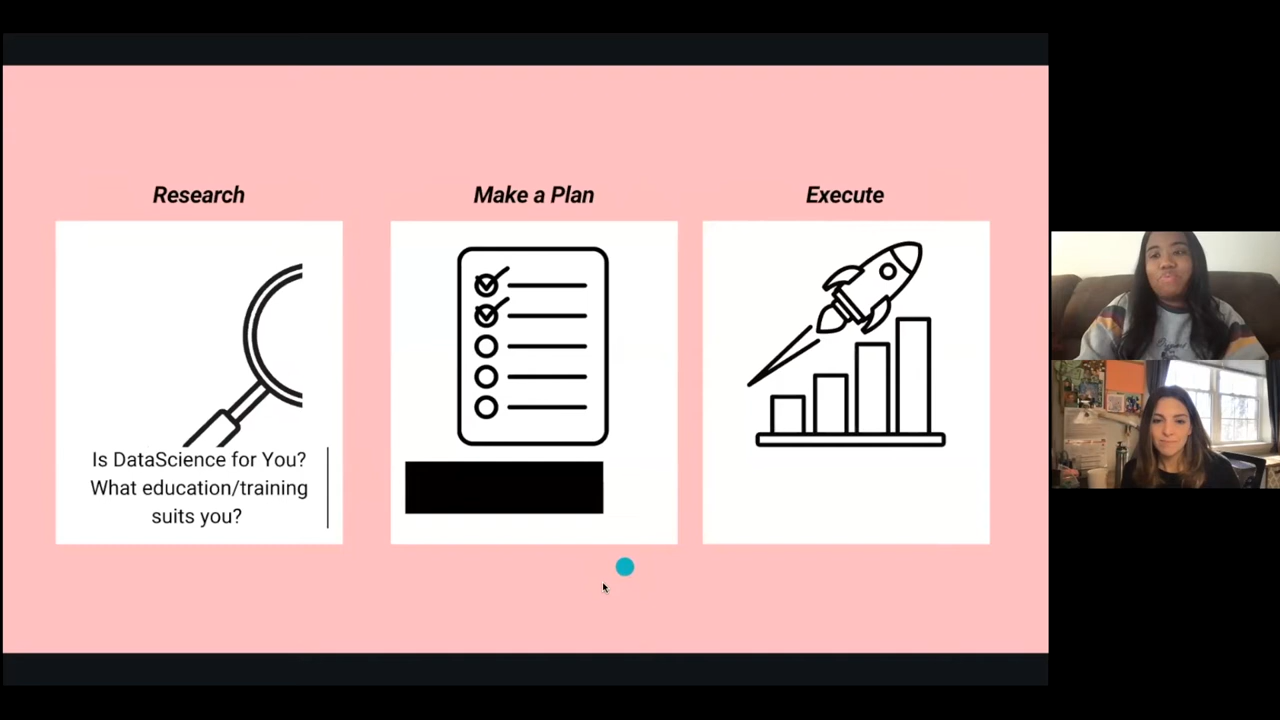 Research
Make a Plan
Execute
Is DataScience for You?
What education/training
suits you?